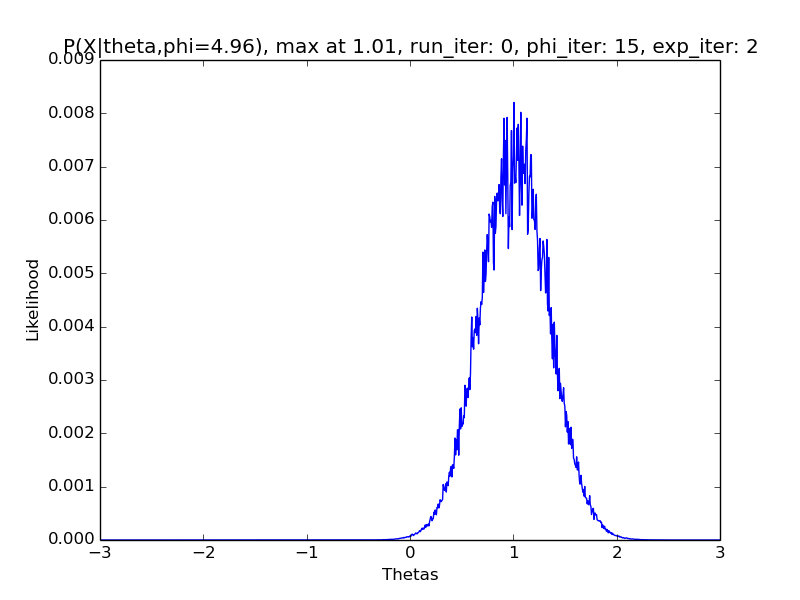 P(X|theta,phi=4.96), max at 1.01, run_iter: 0, phi_iter: 15, exp_iter: 2
0.009
0.008
0.007
0.006
0.005
0.004
0.003
0.002
0.001
0.000
Likelihood
−3 −2 −1 0 1 2 3
Thetas